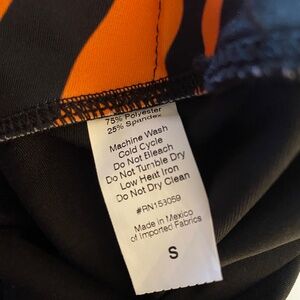 75% Polyester
25% Spandex
Machine Wash
Cold Cycle
Do Not Bleach
Do Not Tumble Dry
Low Heat Iron
Do Not Dry Clean
#RN153059
Made in Mexico
of Imported Fabrics
S